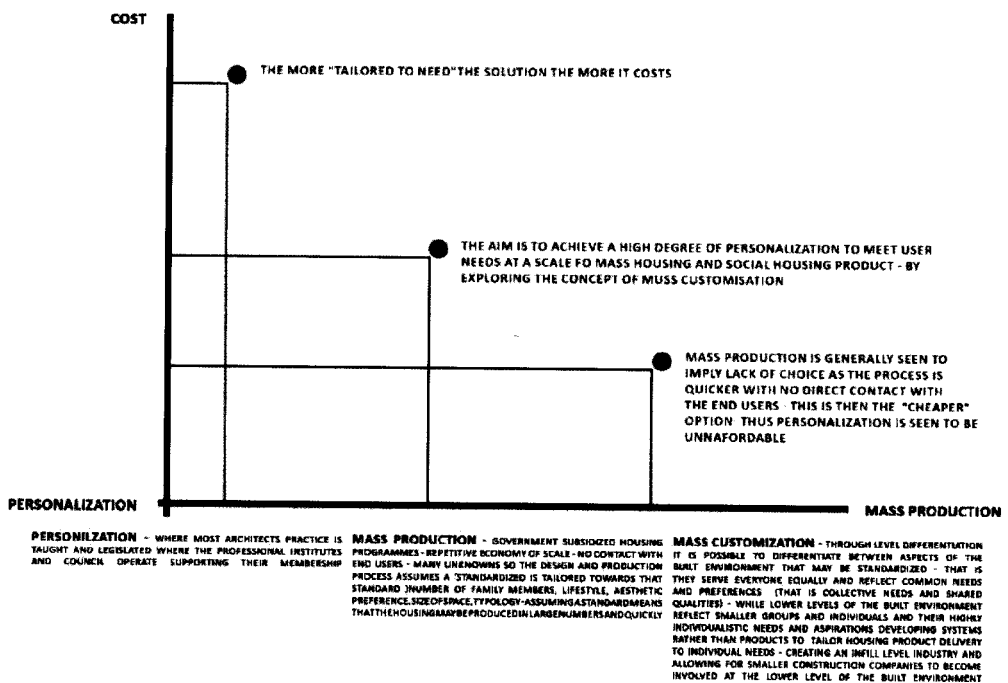 COST
THE MORE "TAILORED TO NEED"THE SOLUTION THE MORE IT COSTS
THE AIM IS TO ACHIEVE A HIGH DEGREE OF PERSONALIZATION TO MEET USER
NEEDS AT A SCALE FO MASS HOUSING AND SOCIAL HOUSING PRODUCT - BY
EXPLORING THE CONCEPT OF MUSS CUSTOMISATION
MASS PRODUCTION IS GENERALLY SEEN TO
IMPLY LACK OF CHOICE AS THE PROCESS IS
QUICKER WITH NO DIRECT CONTACT WITH
THE END USERS - THIS IS THEN THE "CHEAPER"
OPTION THUS PERSONALIZATION IS SEEN TO BE
UNNAFORDABLE
PERSONALIZATION
MASS PRODUCTION
PERSONILZATION - WHERE MOST ARCHITECTS PRACTICE IS
TAUGHT AND LEGISLATED WHERE THE PROFESSIONAL INSTITUTES
AND COUNCIL OPERATE SUPPORTING THEIR MEMBERSHIP
MASS PRODUCTION - GOVERNMENT SUBSIDIZED HOUSING
PROGRAMMES - REPETITIVE ECONOMY OF SCALE - NO CONTACT WITH
END USERS - MANY UNKNOWNS SO THE DESIGN AND PRODUCTION
PROCESS ASSUMES A 'STANDARDIZED IS TAILORED TOWARDS THAT
STANDARD )NUMBER OF FAMILY MEMBERS, LIFESTYLE, AESTHETIC
PREFERENCE, SIZE OF SPACE, TYPOLOGY - ASSUMING A STANDARD MEANS
THAT THE HOUSING MAY BE PRODUCED IN LARGE NUMBERS AND QUICKLY
MASS CUSTOMIZATION - THROUGH LEVEL DIFFERENTIATION
IT IS POSSIBLE TO DIFFERENTIATE BETWEEN ASPECTS OF THE
BUILT ENVIRONMENT THAT MAY BE STANDARDIZED - THAT IS
THEY SERVE EVERYONE EQUALLY AND REFLECT COMMON NEEDS
AND PREFERENCES (THAT IS COLLECTIVE NEEDS AND SHARED
QUALITIES) - WHILE LOWER LEVELS OF THE BUILT ENVIRONMENT
REFLECT SMALLER GROUPS AND INDIVIDUALS AND THEIR HIGHLY
INDIVIDUALISTIC NEEDS AND ASPIRATIONS DEVELOPING SYSTEMS
RATHER THAN PRODUCTS TO TAILOR HOUSING PRODUCT DELIVERY
TO INDIVIDUAL NEEDS - CREATING AN INFILL LEVEL INDUSTRY AND
ALLOWING FOR SMALLER CONSTRUCTION COMPANIES TO BECOME
INVOLVED AT THE LOWER LEVEL OF THE BUILT ENVIRONMENT